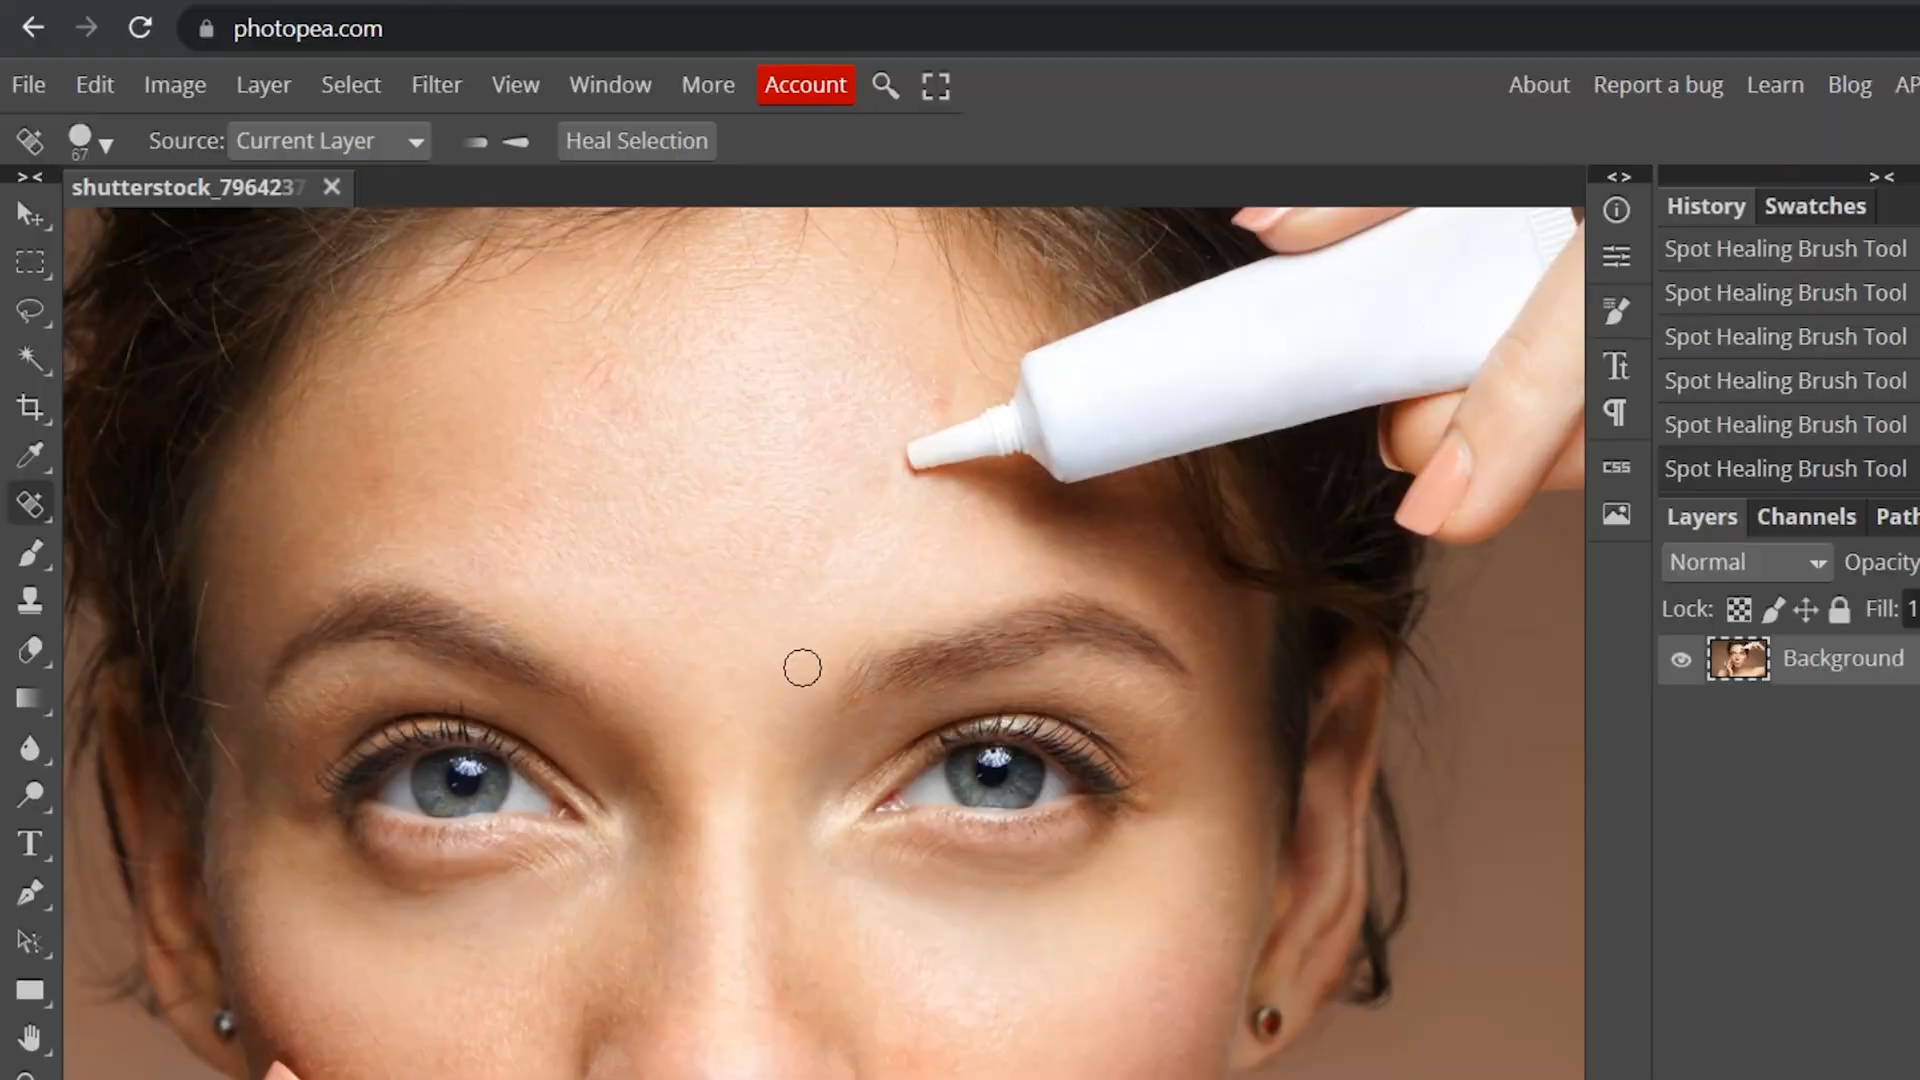 photopea.com
File Edit Image Layer Select Filter View Window More Account About Report a bug Learn Blog AP
67 Source: Current Layer Heal Selection
> < < > > <
shutterstock_7964237
History Swatches
Spot Healing Brush Tool
Spot Healing Brush Tool
Spot Healing Brush Tool
Spot Healing Brush Tool
Spot Healing Brush Tool
Spot Healing Brush Tool
CSS
Layers Channels Path
Normal Opacity
Lock: Fill: 1
Background